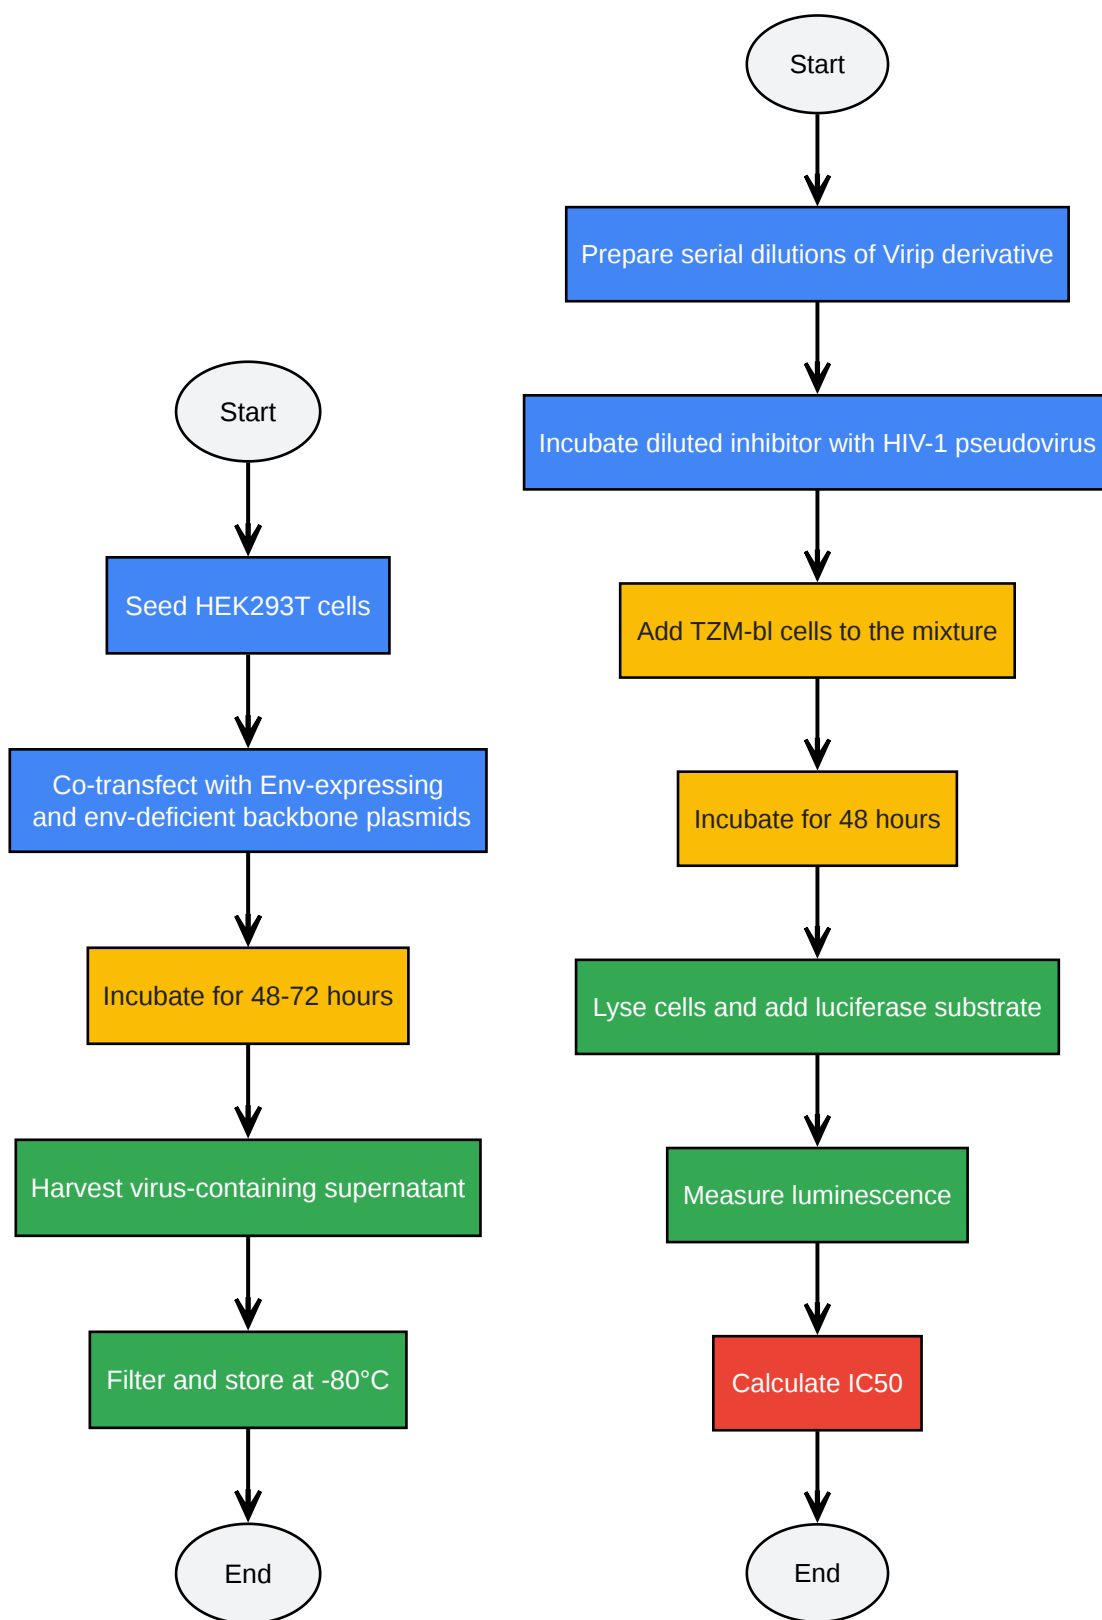 Start
Seed HEK293T cells
Co-transfect with Env-expressing
and env-deficient backbone plasmids
Incubate for 48-72 hours
Harvest virus-containing supernatant
Filter and store at -80°C
End
Start
Prepare serial dilutions of Virip derivative
Incubate diluted inhibitor with HIV-1 pseudovirus
Add TZM-bl cells to the mixture
Incubate for 48 hours
Lyse cells and add luciferase substrate
Measure luminescence
Calculate IC50
End